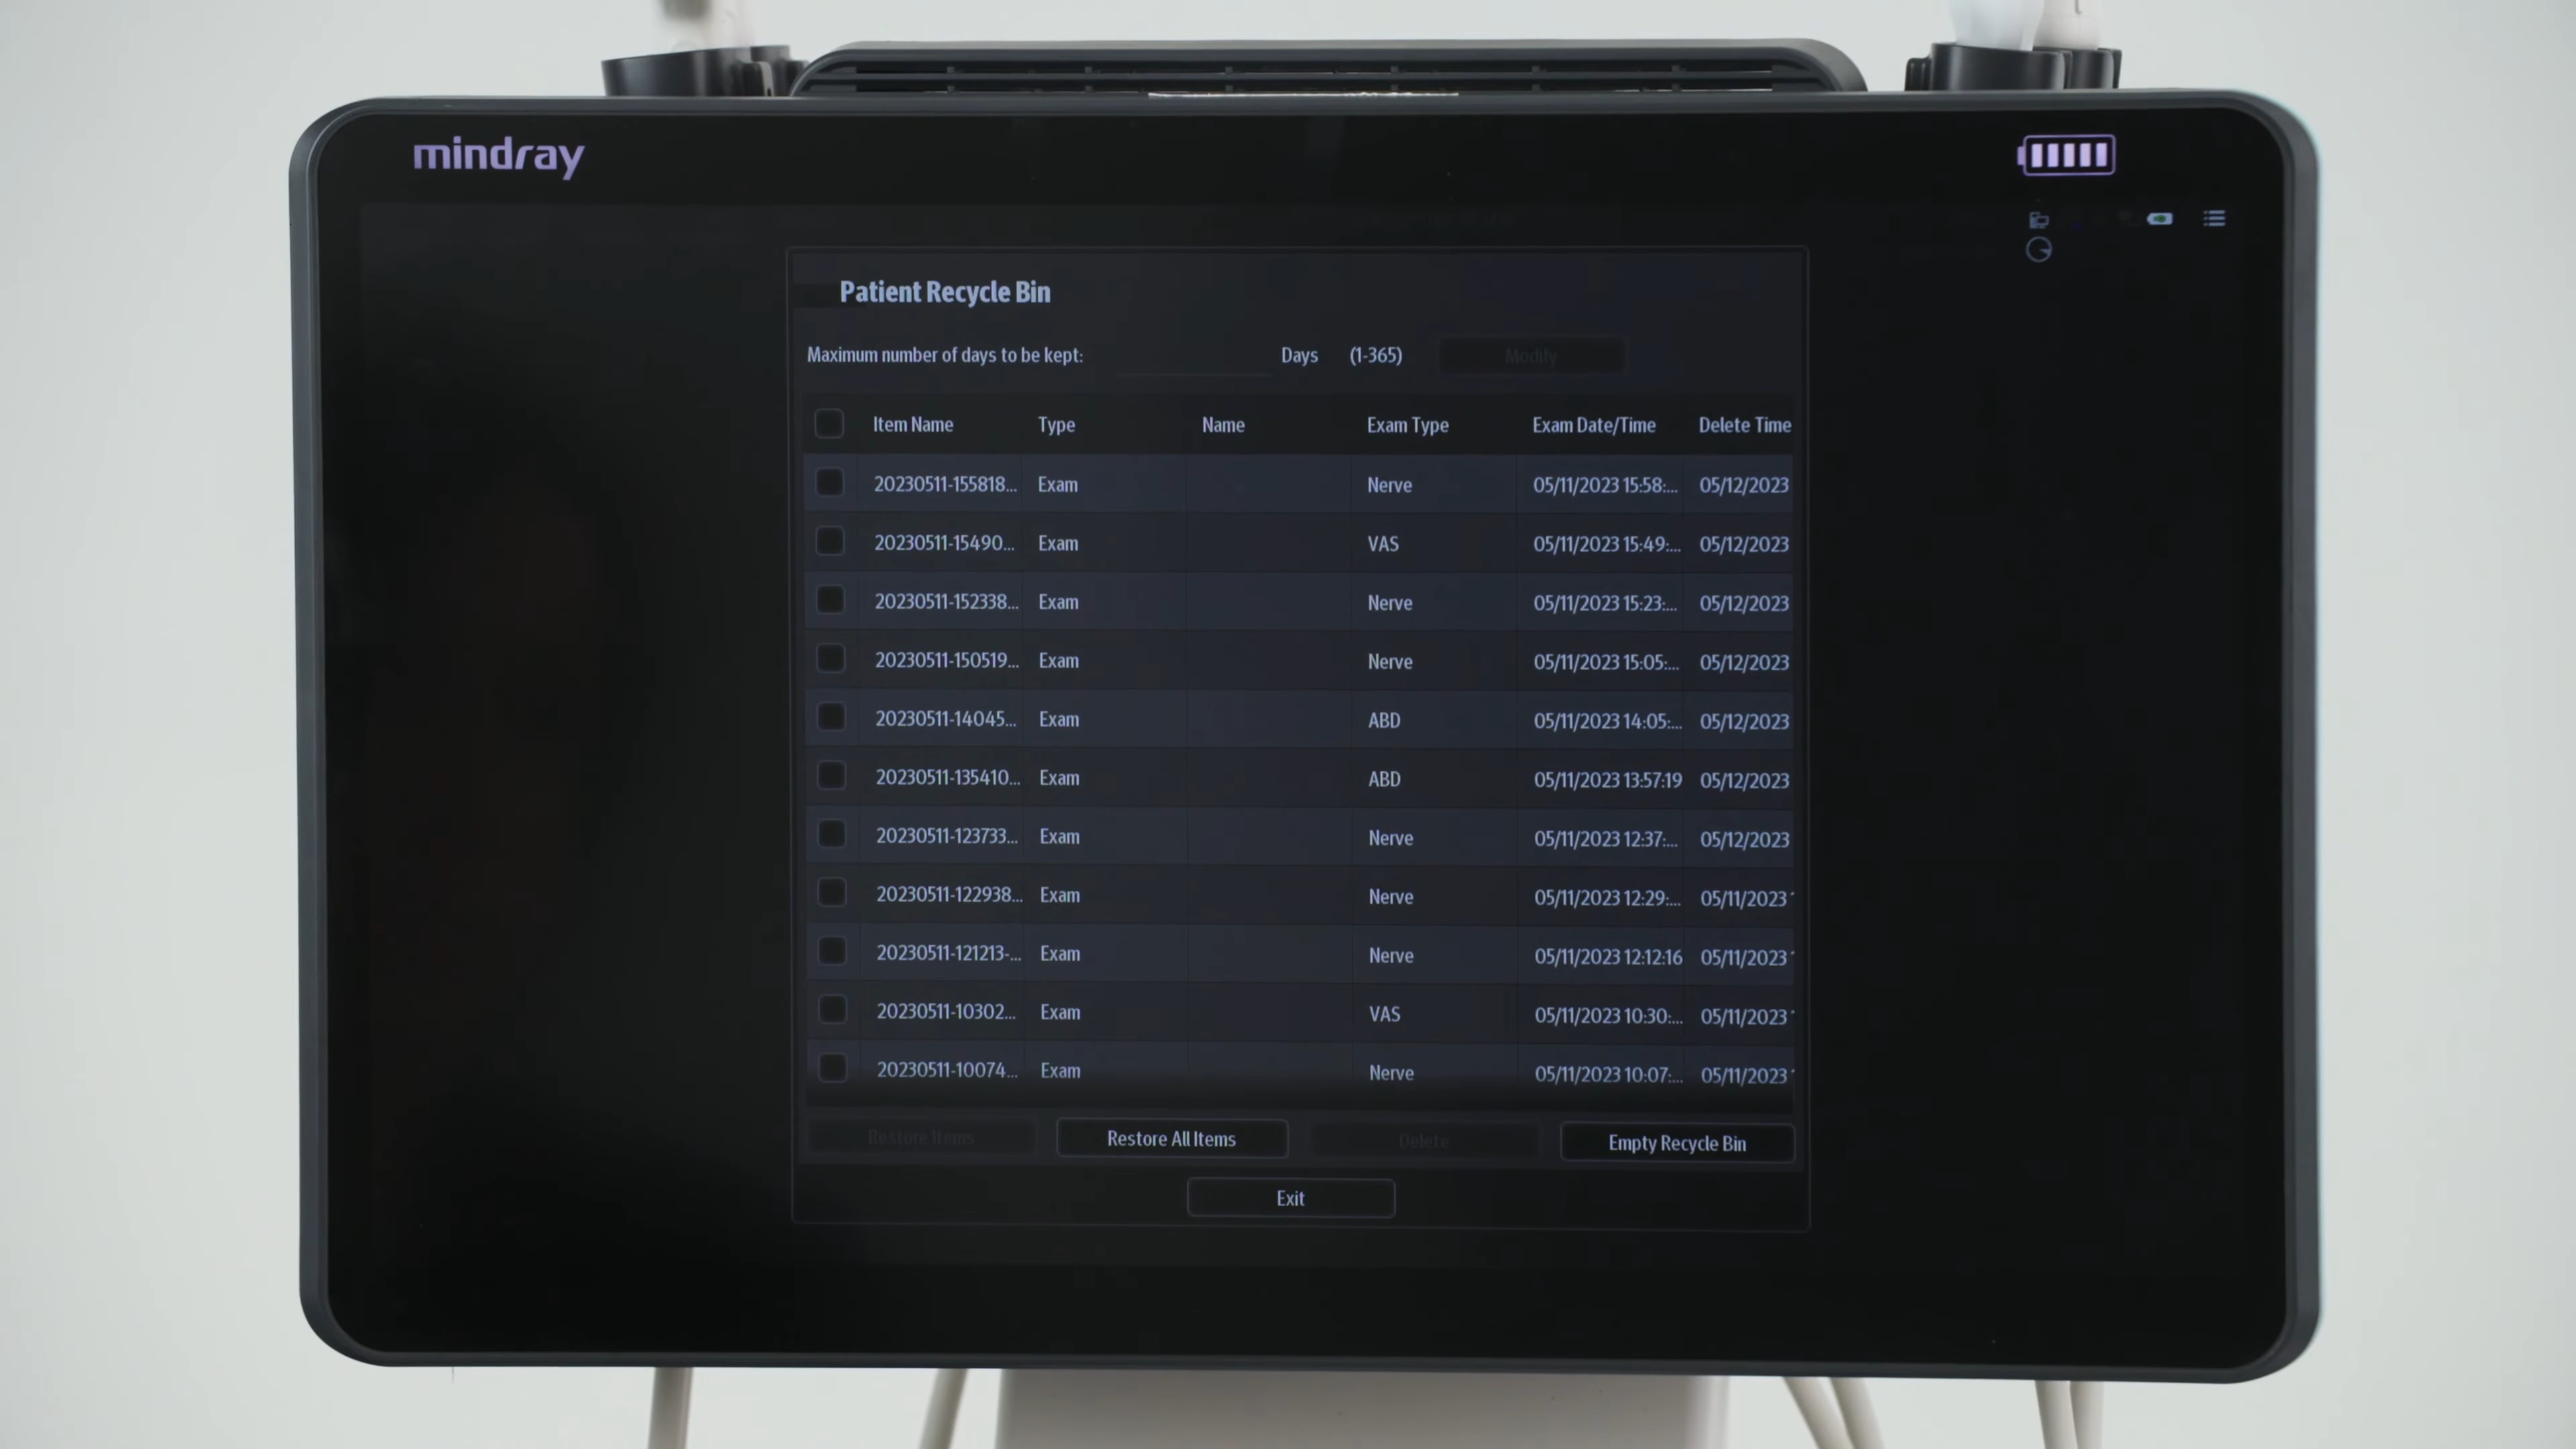 mindray
Patient Recycle Bin
Maximum number of days to be kept: Days (1-365) Modify
Item Name Type Name Exam Type Exam Date/Time Delete Time
20230511-155818... Exam Nerve 05/11/2023 15:58:... 05/12/2023
20230511-15490... Exam VAS 05/11/2023 15:49:... 05/12/2023
20230511-152338... Exam Nerve 05/11/2023 15:23:... 05/12/2023
20230511-150519... Exam Nerve 05/11/2023 15:05:... 05/12/2023
20230511-14045... Exam ABD 05/11/2023 14:05:... 05/12/2023
20230511-135410... Exam ABD 05/11/2023 13:57:19 05/12/2023
20230511-123733... Exam Nerve 05/11/2023 12:37:... 05/12/2023
20230511-122938... Exam Nerve 05/11/2023 12:29:... 05/11/2023
20230511-121213-... Exam Nerve 05/11/2023 12:12:16 05/11/2023
20230511-10302... Exam VAS 05/11/2023 10:30:... 05/11/2023
20230511-10074... Exam Nerve 05/11/2023 10:07:... 05/11/2023
Restore Items Restore All Items Delete Empty Recycle Bin
Exit